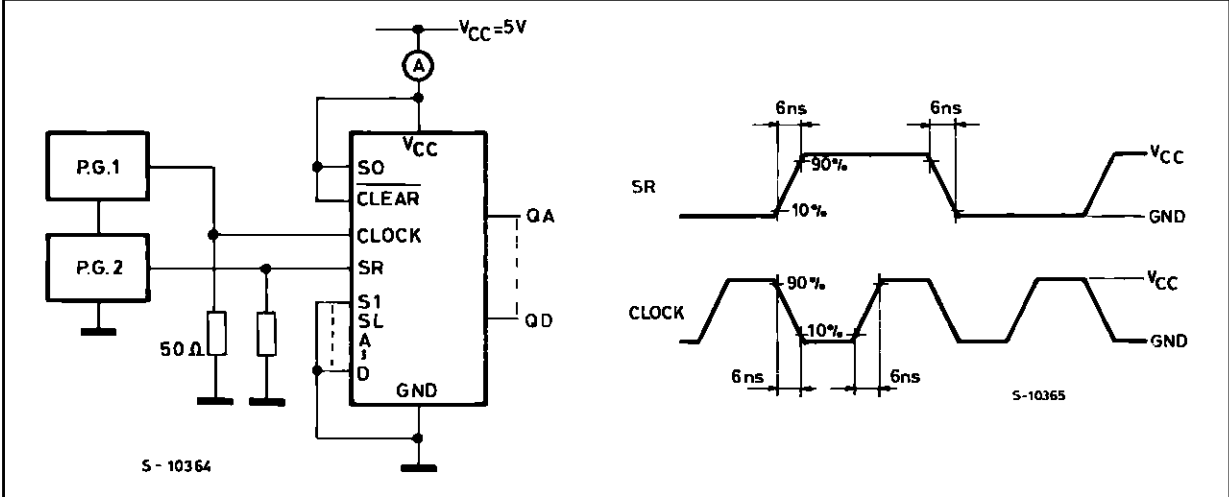 VCC=5V
A
P.G.1
P.G.2
50Ω
VCC
SO
CLEAR
CLOCK
SR
S1
SL
A
D
GND
QA
QD
S-10364
6ns
6ns
SR
90%
10%
VCC
GND
CLOCK
90%
10%
VCC
GND
6ns
6ns
S-10365